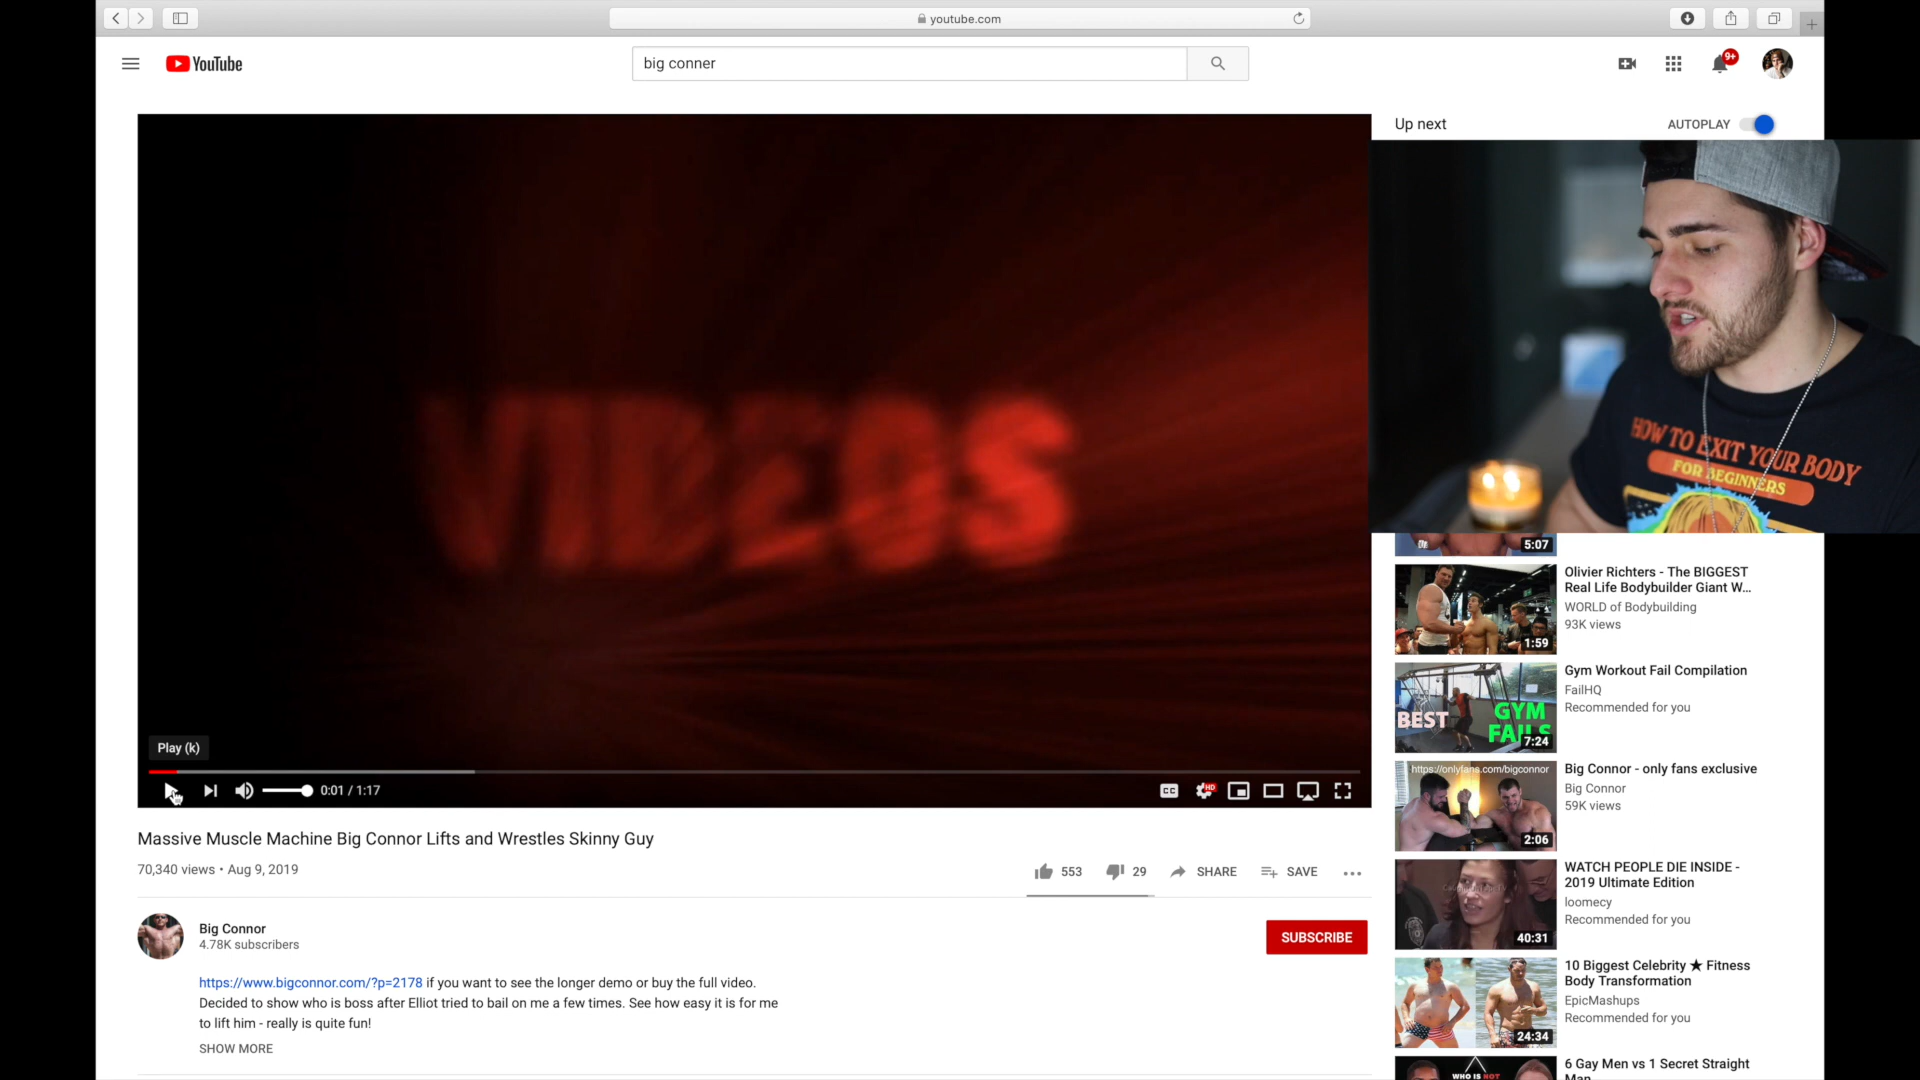 youtube.com
YouTube
big conner
9+
Up next
AUTOPLAY
VIDEOS
HOW TO EXIT YOUR BODY
FOR BEGINNERS
5:07
Olivier Richters - The BIGGEST
Real Life Bodybuilder Giant W...
WORLD of Bodybuilding
93K views
1:59
Gym Workout Fail Compilation
FailHQ
Recommended for you
BEST GYM
FAILS
7:24
https://onlyfans.com/bigconnor
Big Connor - only fans exclusive
Big Connor
59K views
2:06
WATCH PEOPLE DIE INSIDE -
2019 Ultimate Edition
loomecy
Recommended for you
40:31
10 Biggest Celebrity ★ Fitness
Body Transformation
EpicMashups
Recommended for you
24:34
6 Gay Men vs 1 Secret Straight
Man
WHO IS NOT
Play (k)
0:01 / 1:17
CC
HD
Massive Muscle Machine Big Connor Lifts and Wrestles Skinny Guy
70,340 views • Aug 9, 2019
553
29
SHARE
SAVE
Big Connor
4.78K subscribers
SUBSCRIBE
https://www.bigconnor.com/?p=2178 if you want to see the longer demo or buy the full video.
Decided to show who is boss after Elliot tried to bail on me a few times. See how easy it is for me
to lift him - really is quite fun!
SHOW MORE